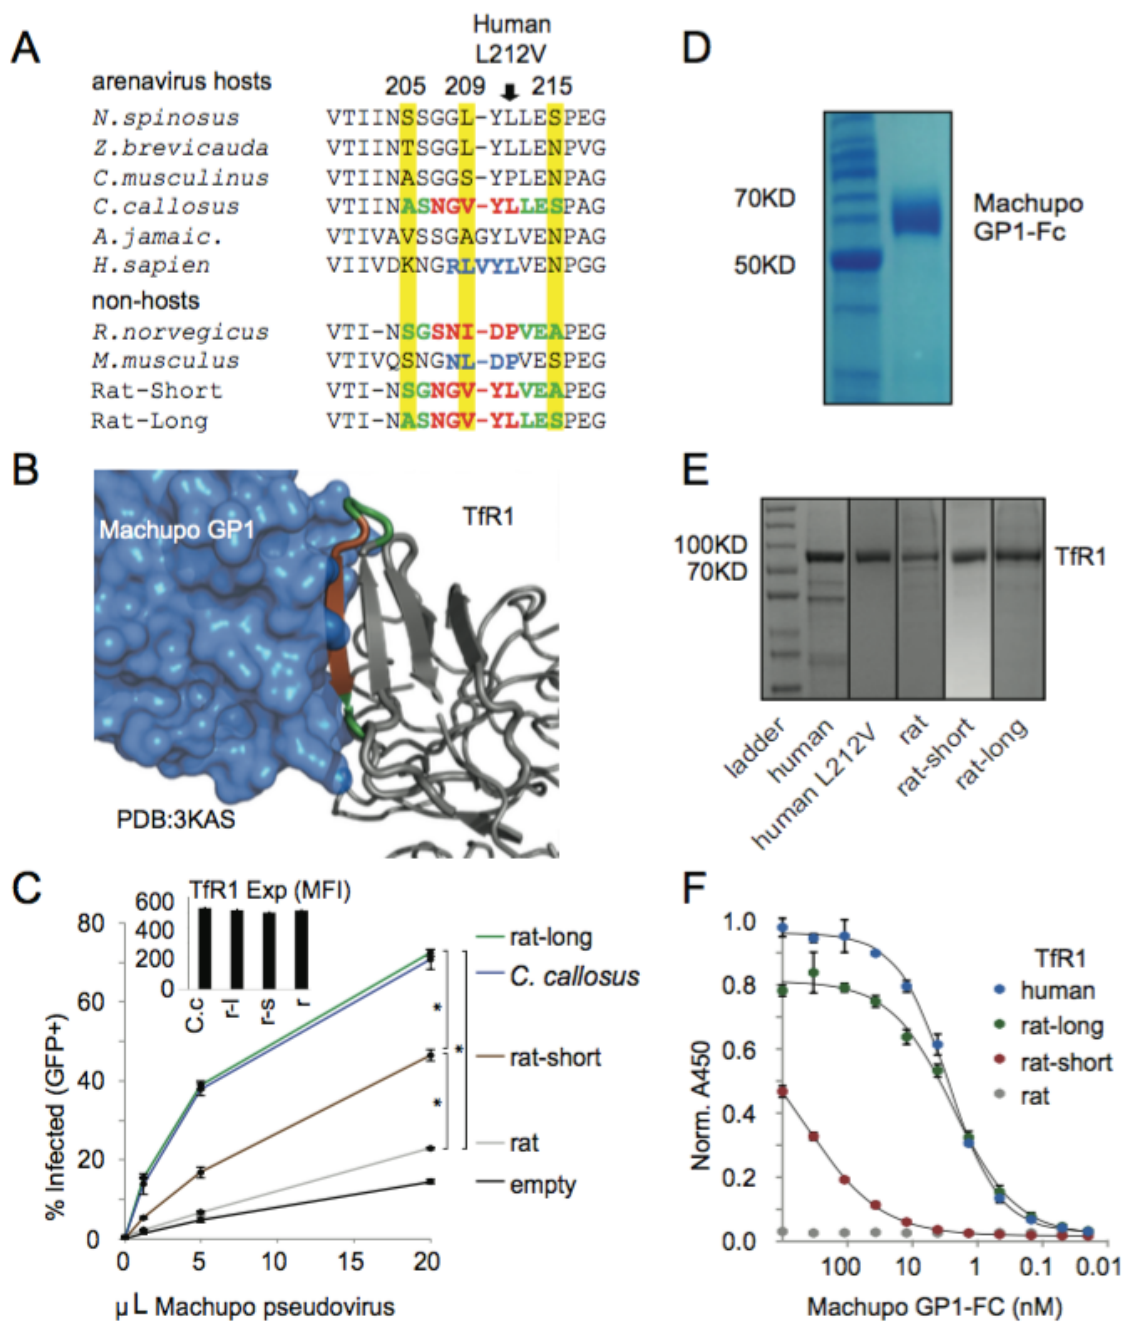 A
Human
L212V
arenavirus hosts
205 209 215
N.spinosus VTIINSSGGL-YLLESPEG
Z.brevicauda VTIINTSGGL-YLLENPVG
C.musculinus VTIINASGGS-YPLENPAG
C.callosus VTIINASNGV-YLLESPAG
A.jamaic. VTIVAVSSGAGYLVENPAG
H.sapien VIIVDKNGRLVYLVENPGG
non-hosts
R.norvegicus VTI-NSGSNI-DPVEAPEG
M.musculus VTIVQSNGNL-DPVESPEG
Rat-Short VTI-NSGNGV-YLVEAPEG
Rat-Long VTI-NASNGV-YLLESPEG
B
Machupo GP1
TfR1
PDB:3KAS
C
TfR1 Exp (MFI)
600
400
200
0
C.c
r-l
r-s
r
80
60
40
20
0
% Infected (GFP+)
0 5 10 15 20
µL Machupo pseudovirus
rat-long
C. callosus
rat-short
rat
empty
*
*
*
D
70KD
50KD
Machupo
GP1-Fc
E
100KD
70KD
TfR1
ladder
human
human L212V
rat
rat-short
rat-long
F
1.0
0.8
0.6
0.4
0.2
0.0
Norm. A450
TfR1
human
rat-long
rat-short
rat
100 10 1 0.1 0.01
Machupo GP1-FC (nM)